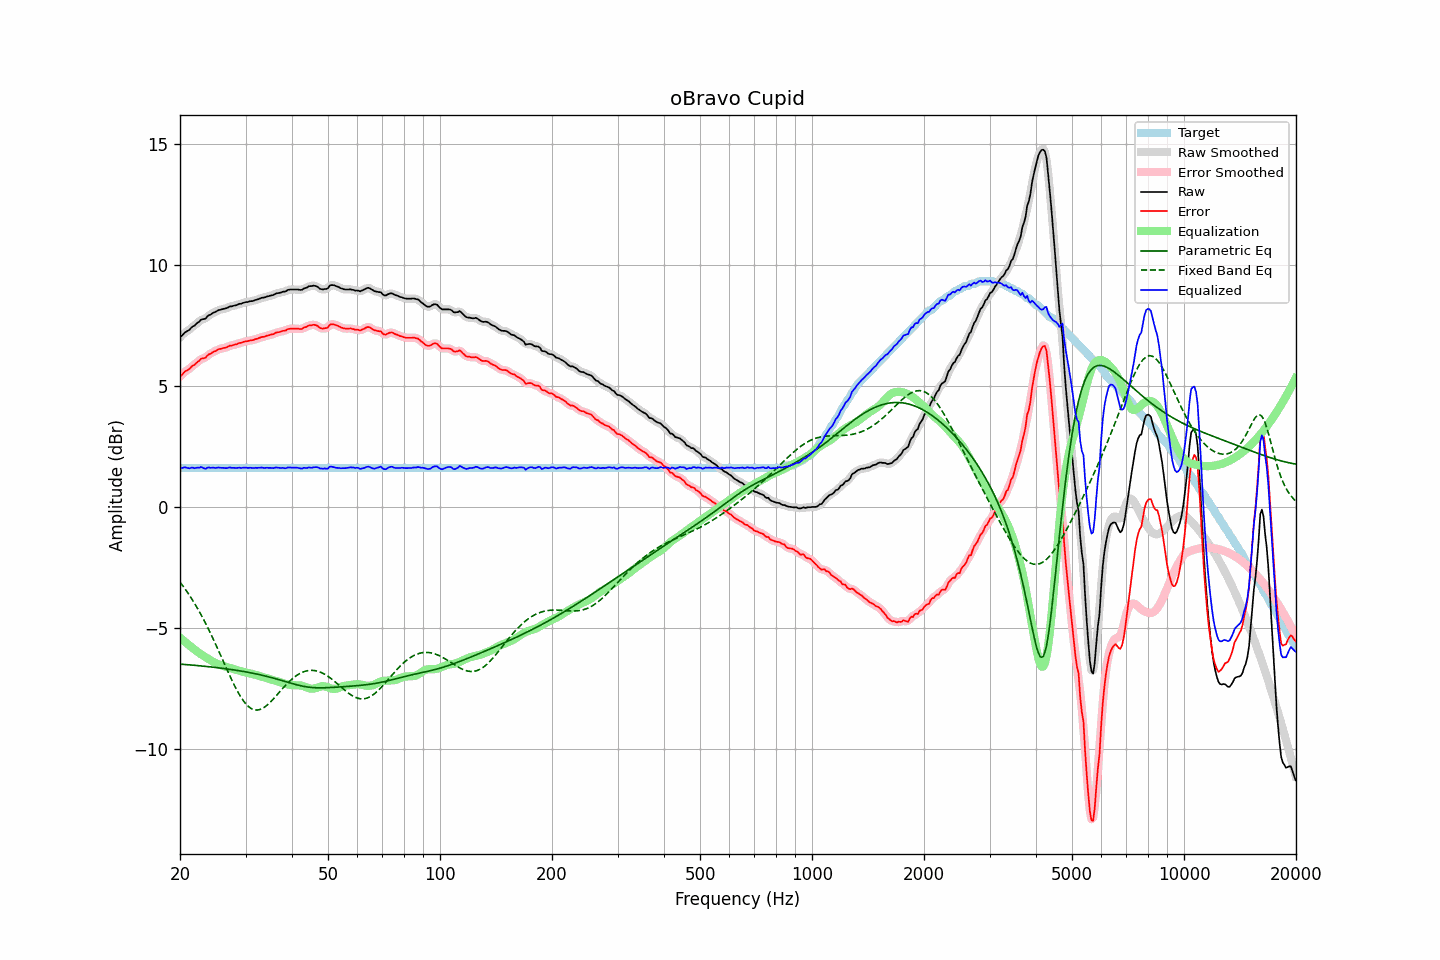 oBravo Cupid
Amplitude (dBr)
15
10
5
0
−5
−10
Target
Raw Smoothed
Error Smoothed
Raw
Error
Equalization
Parametric Eq
Fixed Band Eq
Equalized
20 50 100 200 500 1000 2000 5000 10000 20000
Frequency (Hz)